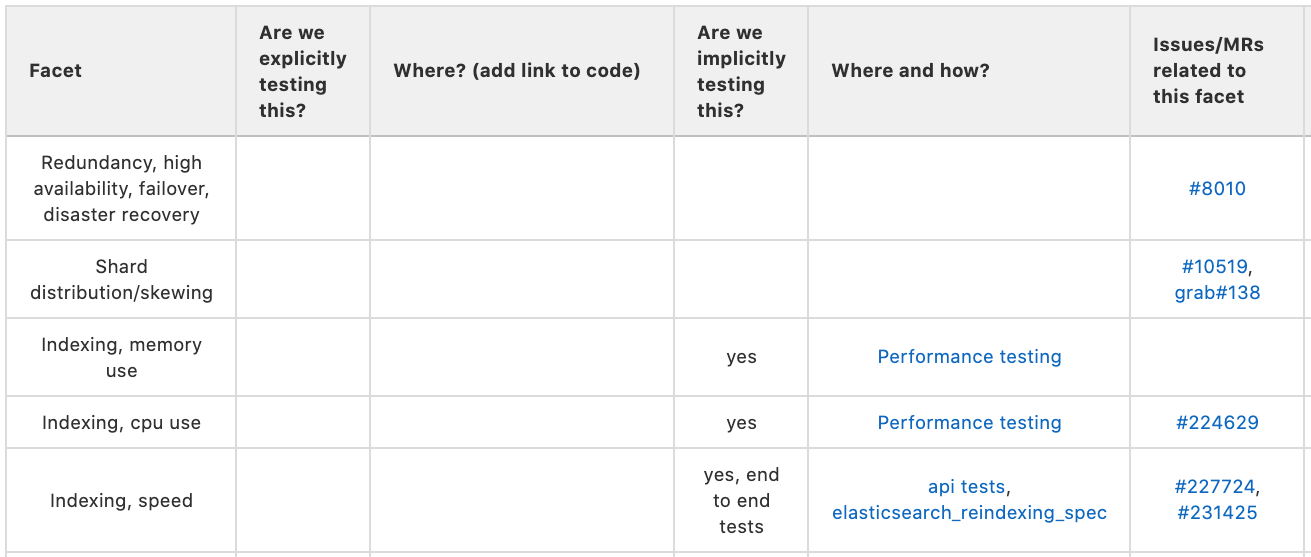 Facet
Are we
explicitly
testing
this?
Where? (add link to code)
Are we
implicitly
testing
this?
Where and how?
Issues/MRs
related to
this facet
Redundancy, high
availability, failover,
disaster recovery
#8010
Shard
distribution/skewing
#10519,
grab#138
Indexing, memory
use
yes
Performance testing
Indexing, cpu use
yes
Performance testing
#224629
Indexing, speed
yes, end
to end
tests
api tests,
elasticsearch_reindexing_spec
#227724,
#231425